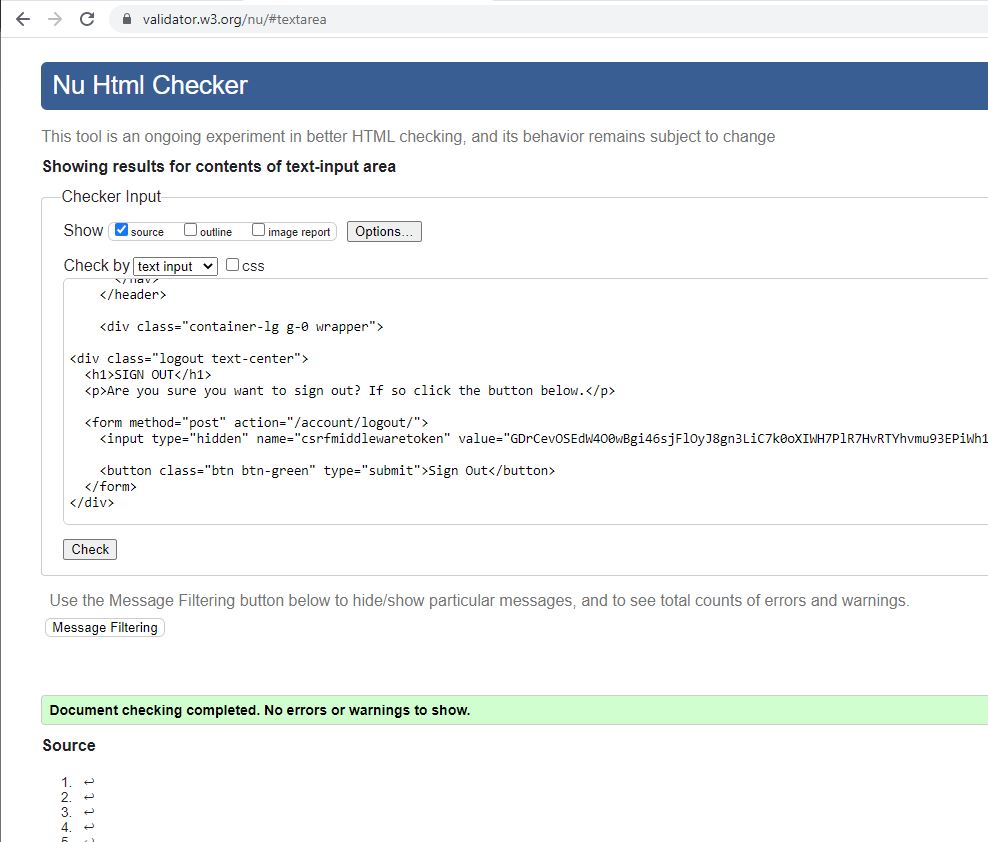 validator.w3.org/nu/#textarea
Nu Html Checker
This tool is an ongoing experiment in better HTML checking, and its behavior remains subject to change
Showing results for contents of text-input area
Checker Input
Show source outline image report Options...
Check by text input css
</nav>
</header>
<div class="container-lg g-0 wrapper">
<div class="logout text-center">
<h1>SIGN OUT</h1>
<p>Are you sure you want to sign out? If so click the button below.</p>
<form method="post" action="/account/logout/">
<input type="hidden" name="csrfmiddlewaretoken" value="GDrCevOSEdW4O0wBgi46sjFlOyJ8gn3LiC7k0oXIWH7PlR7HvRTYhvmu93EPiWh1
<button class="btn btn-green" type="submit">Sign Out</button>
</form>
</div>
Check
Use the Message Filtering button below to hide/show particular messages, and to see total counts of errors and warnings.
Message Filtering
Document checking completed. No errors or warnings to show.
Source
1. ↩
2. ↩
3. ↩
4. ↩
5. ↩